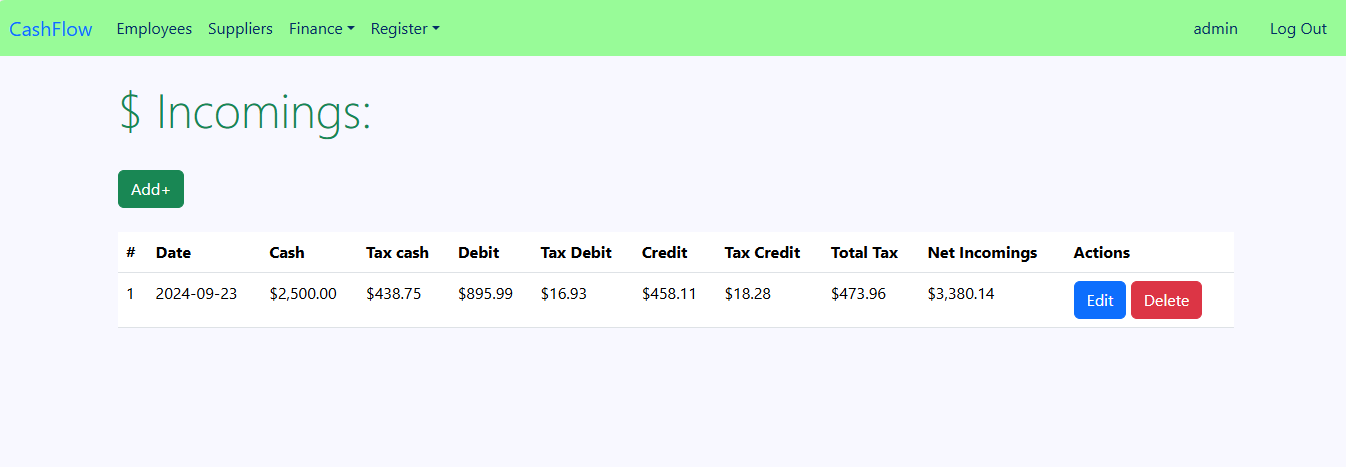 CashFlow Employees Suppliers Finance Register admin Log Out
$ Incomings:
Add+
# Date Cash Tax cash Debit Tax Debit Credit Tax Credit Total Tax Net Incomings Actions
1 2024-09-23 $2,500.00 $438.75 $895.99 $16.93 $458.11 $18.28 $473.96 $3,380.14 Edit Delete